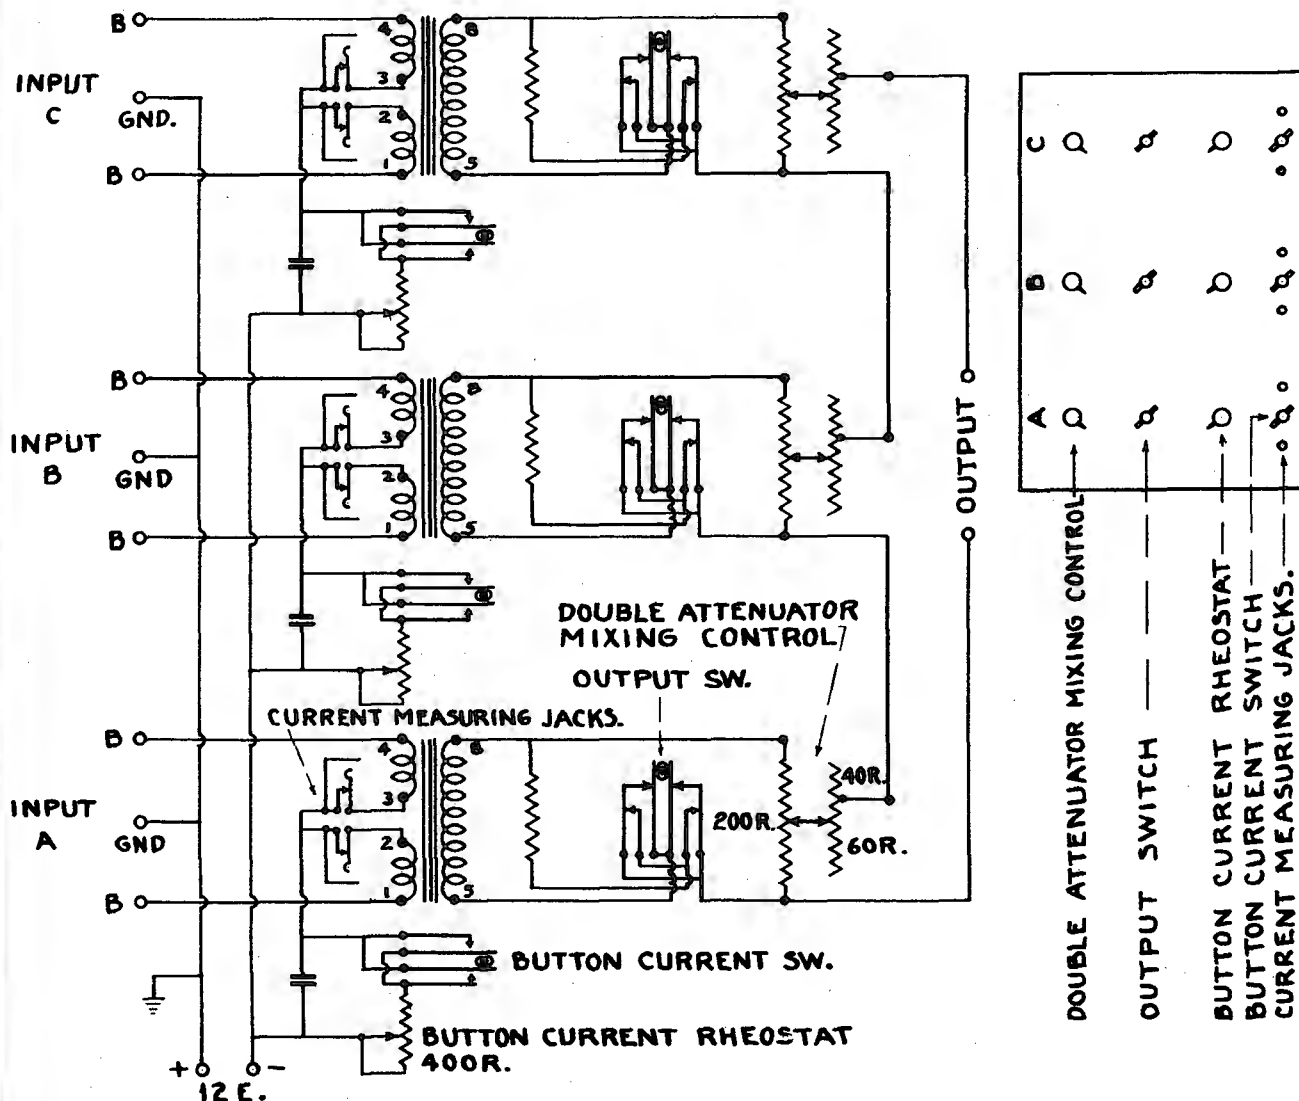 B
INPUT
C
GND.
B
4
3
2
1
8
5
B
INPUT
B
GND
B
4
3
2
1
8
5
DOUBLE ATTENUATOR
MIXING CONTROL
OUTPUT SW.
CURRENT MEASURING JACKS.
B
INPUT
A
GND
B
4
3
2
1
8
5
200R.
40R.
60R.
BUTTON CURRENT SW.
BUTTON CURRENT RHEOSTAT
400R.
+ -
12 E.
OUTPUT
C
B
A
DOUBLE ATTENUATOR MIXING CONTROL
OUTPUT SWITCH
BUTTON CURRENT RHEOSTAT
BUTTON CURRENT SWITCH
CURRENT MEASURING JACKS.